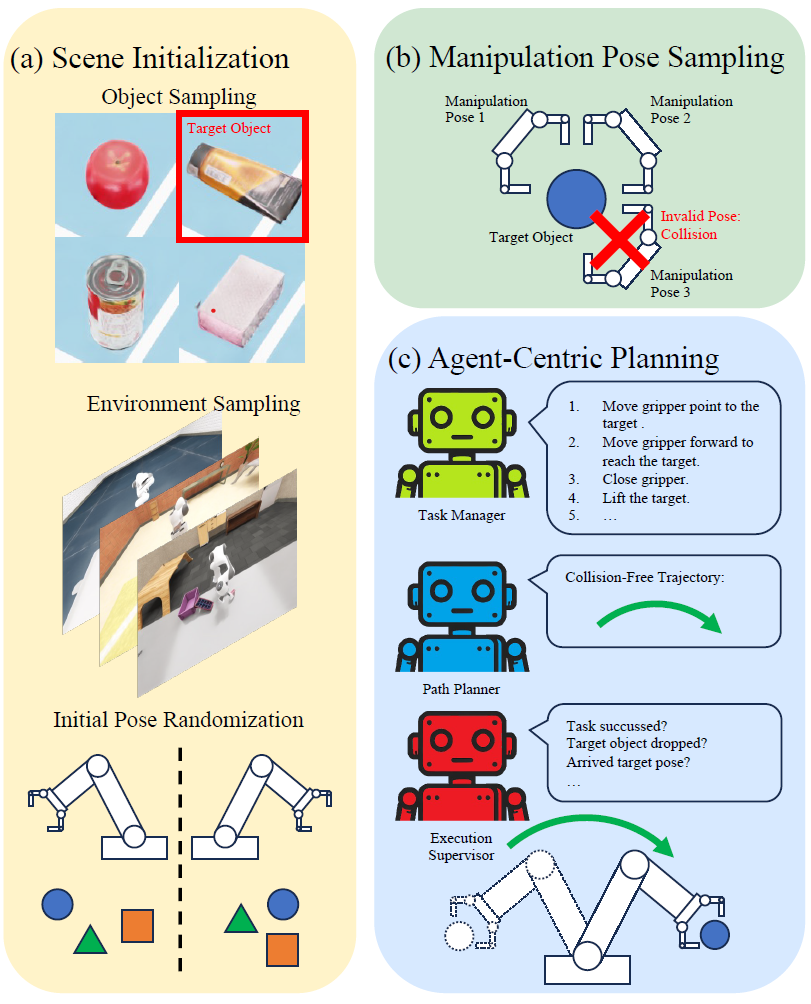 (a) Scene Initialization
Object Sampling
Target Object
Environment Sampling
Initial Pose Randomization
(b) Manipulation Pose Sampling
Manipulation
Pose 1
Manipulation
Pose 2
Target Object
Invalid Pose:
Collision
Manipulation
Pose 3
(c) Agent-Centric Planning
Task Manager
1. Move gripper point to the
target .
2. Move gripper forward to
reach the target.
3. Close gripper.
4. Lift the target.
5. …
Path Planner
Collision-Free Trajectory:
Execution
Supervisor
Task succussed?
Target object dropped?
Arrived target pose?
…